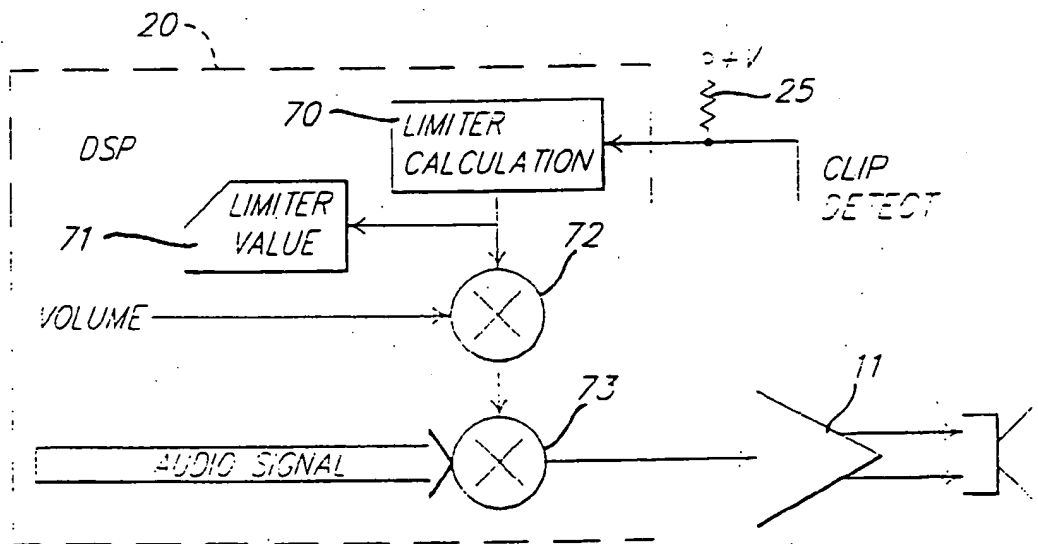 20
+V
25
70
LIMITER
CALCULATION
DSP
CLIP
DETECT
LIMITER
VALUE
71
72
VOLUME
73
11
AUDIO SIGNAL